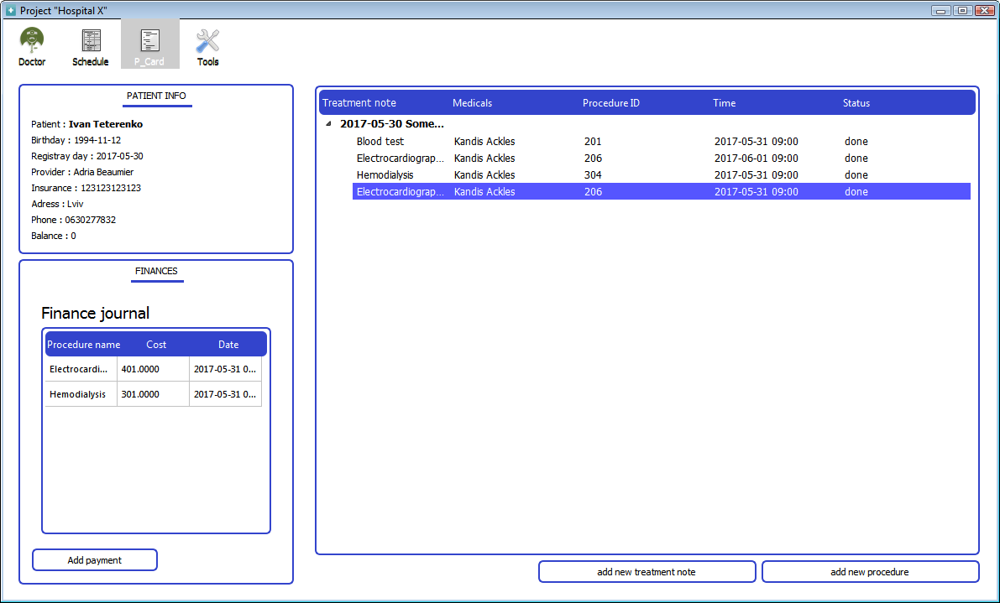 Project "Hospital X"
Doctor Schedule P_Card Tools
PATIENT INFO
Patient : Ivan Teterenko
Birthday : 1994-11-12
Registray day : 2017-05-30
Provider : Adria Beaumier
Insurance : 123123123123
Adress : Lviv
Phone : 0630277832
Balance : 0
FINANCES
Finance journal
Procedure name Cost Date
Electrocardi... 401.0000 2017-05-31 0...
Hemodialysis 301.0000 2017-05-31 0...
Add payment
Treatment note Medicals Procedure ID Time Status
2017-05-30 Some...
Blood test Kandis Ackles 201 2017-05-31 09:00 done
Electrocardiograp... Kandis Ackles 206 2017-06-01 09:00 done
Hemodialysis Kandis Ackles 304 2017-05-31 09:00 done
Electrocardiograp... Kandis Ackles 206 2017-05-31 09:00 done
add new treatment note add new procedure